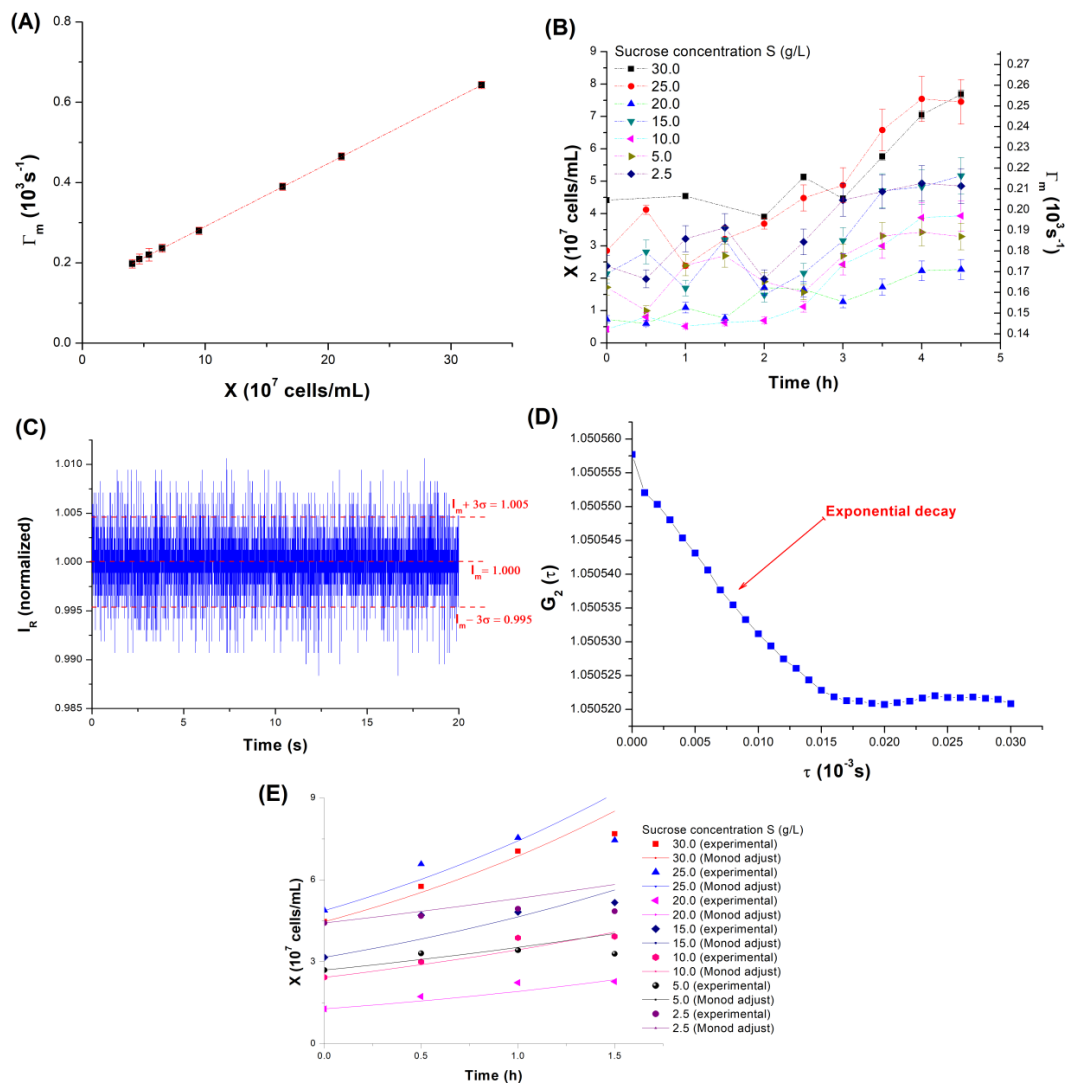 (A)
0.8
0.6
0.4
0.2
0.0
0
10
20
30
Γm (10³s⁻¹)
X (10⁷ cells/mL)
(B)
Sucrose concentration S (g/L)
30.0
25.0
20.0
15.0
10.0
5.0
2.5
9
8
7
6
5
4
3
2
1
0
0
1
2
3
4
5
X (10⁷ cells/mL)
Time (h)
0.27
0.26
0.25
0.24
0.23
0.22
0.21
0.20
0.19
0.18
0.17
0.16
0.15
0.14
Γm (10³s⁻¹)
(C)
1.010
1.005
1.000
0.995
0.990
0.985
Im+ 3σ = 1.005
Im= 1.000
Im− 3σ = 0.995
0
5
10
15
20
IR (normalized)
Time (s)
(D)
1.050560
1.050555
1.050550
1.050545
1.050540
1.050535
1.050530
1.050525
1.050520
Exponential decay
0.000
0.005
0.010
0.015
0.020
0.025
0.030
G2 (τ)
τ (10⁻³s)
(E)
9
6
3
0
0.0
0.5
1.0
1.5
X (10⁷ cells/mL)
Time (h)
Sucrose concentration S (g/L)
30.0 (experimental)
30.0 (Monod adjust)
25.0 (experimental)
25.0 (Monod adjust)
20.0 (experimental)
20.0 (Monod adjust)
15.0 (experimental)
15.0 (Monod adjust)
10.0 (experimental)
10.0 (Monod adjust)
5.0 (experimental)
5.0 (Monod adjust)
2.5 (experimental)
2.5 (Monod adjust)